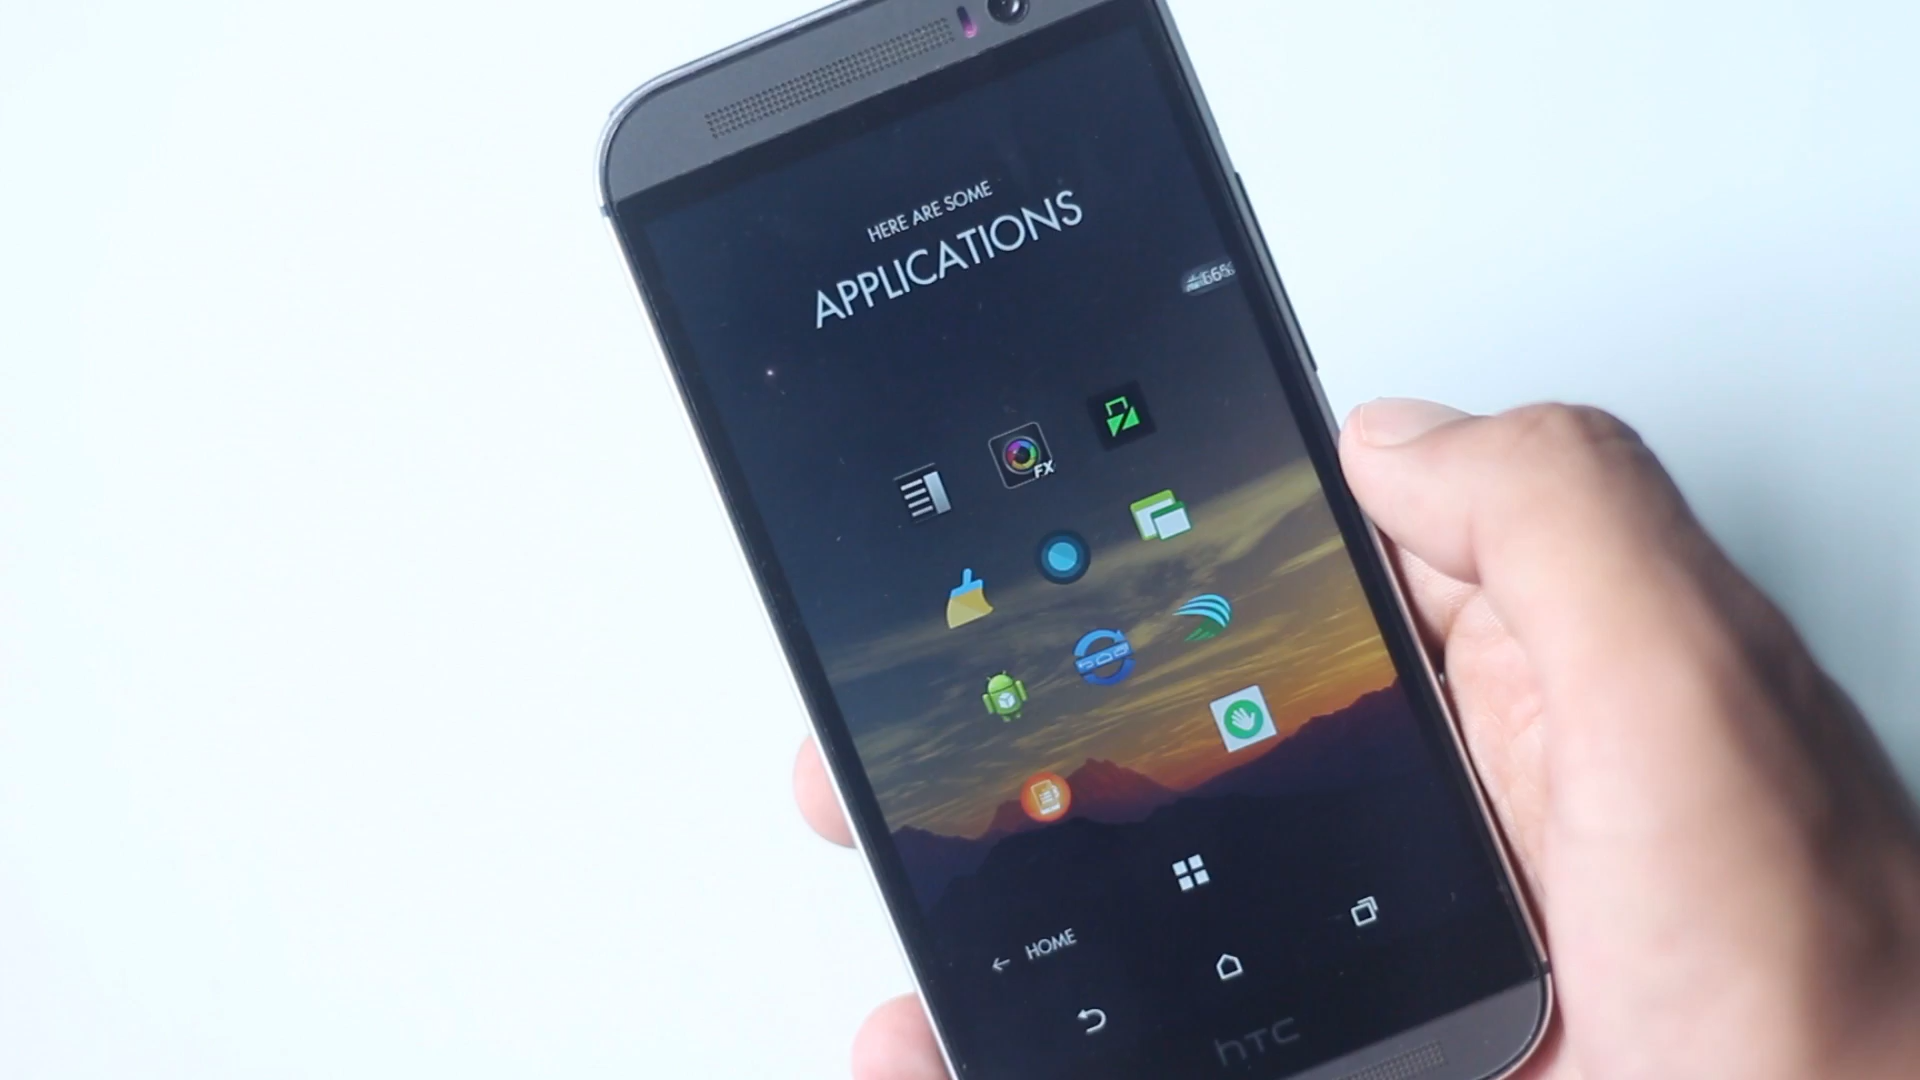 HERE ARE SOME
APPLICATIONS
FX
← HOME
hTC